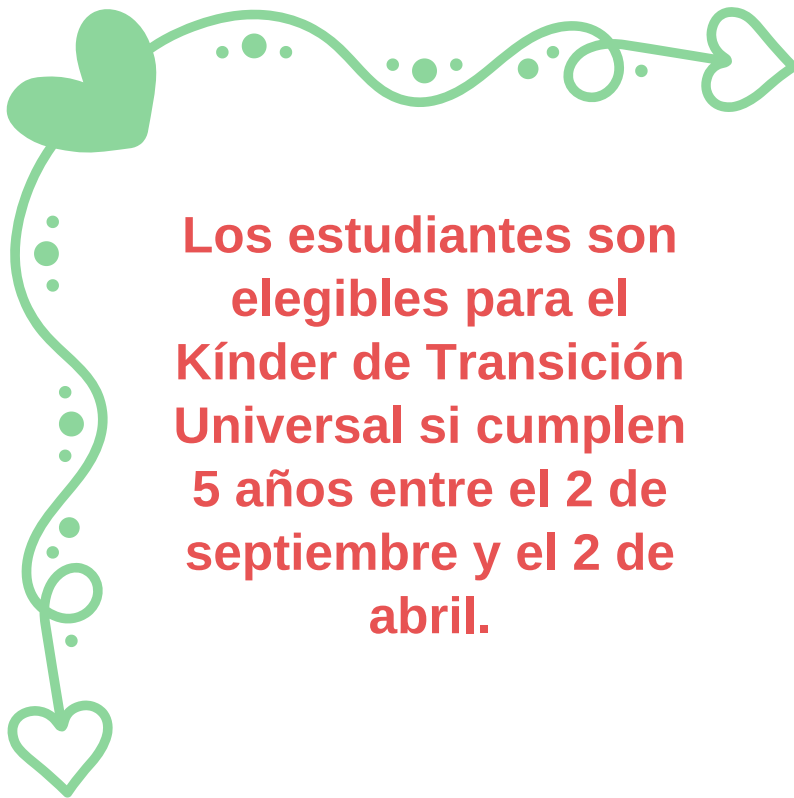 Los estudiantes son
elegibles para el
Kínder de Transición
Universal si cumplen
5 años entre el 2 de
septiembre y el 2 de
abril.